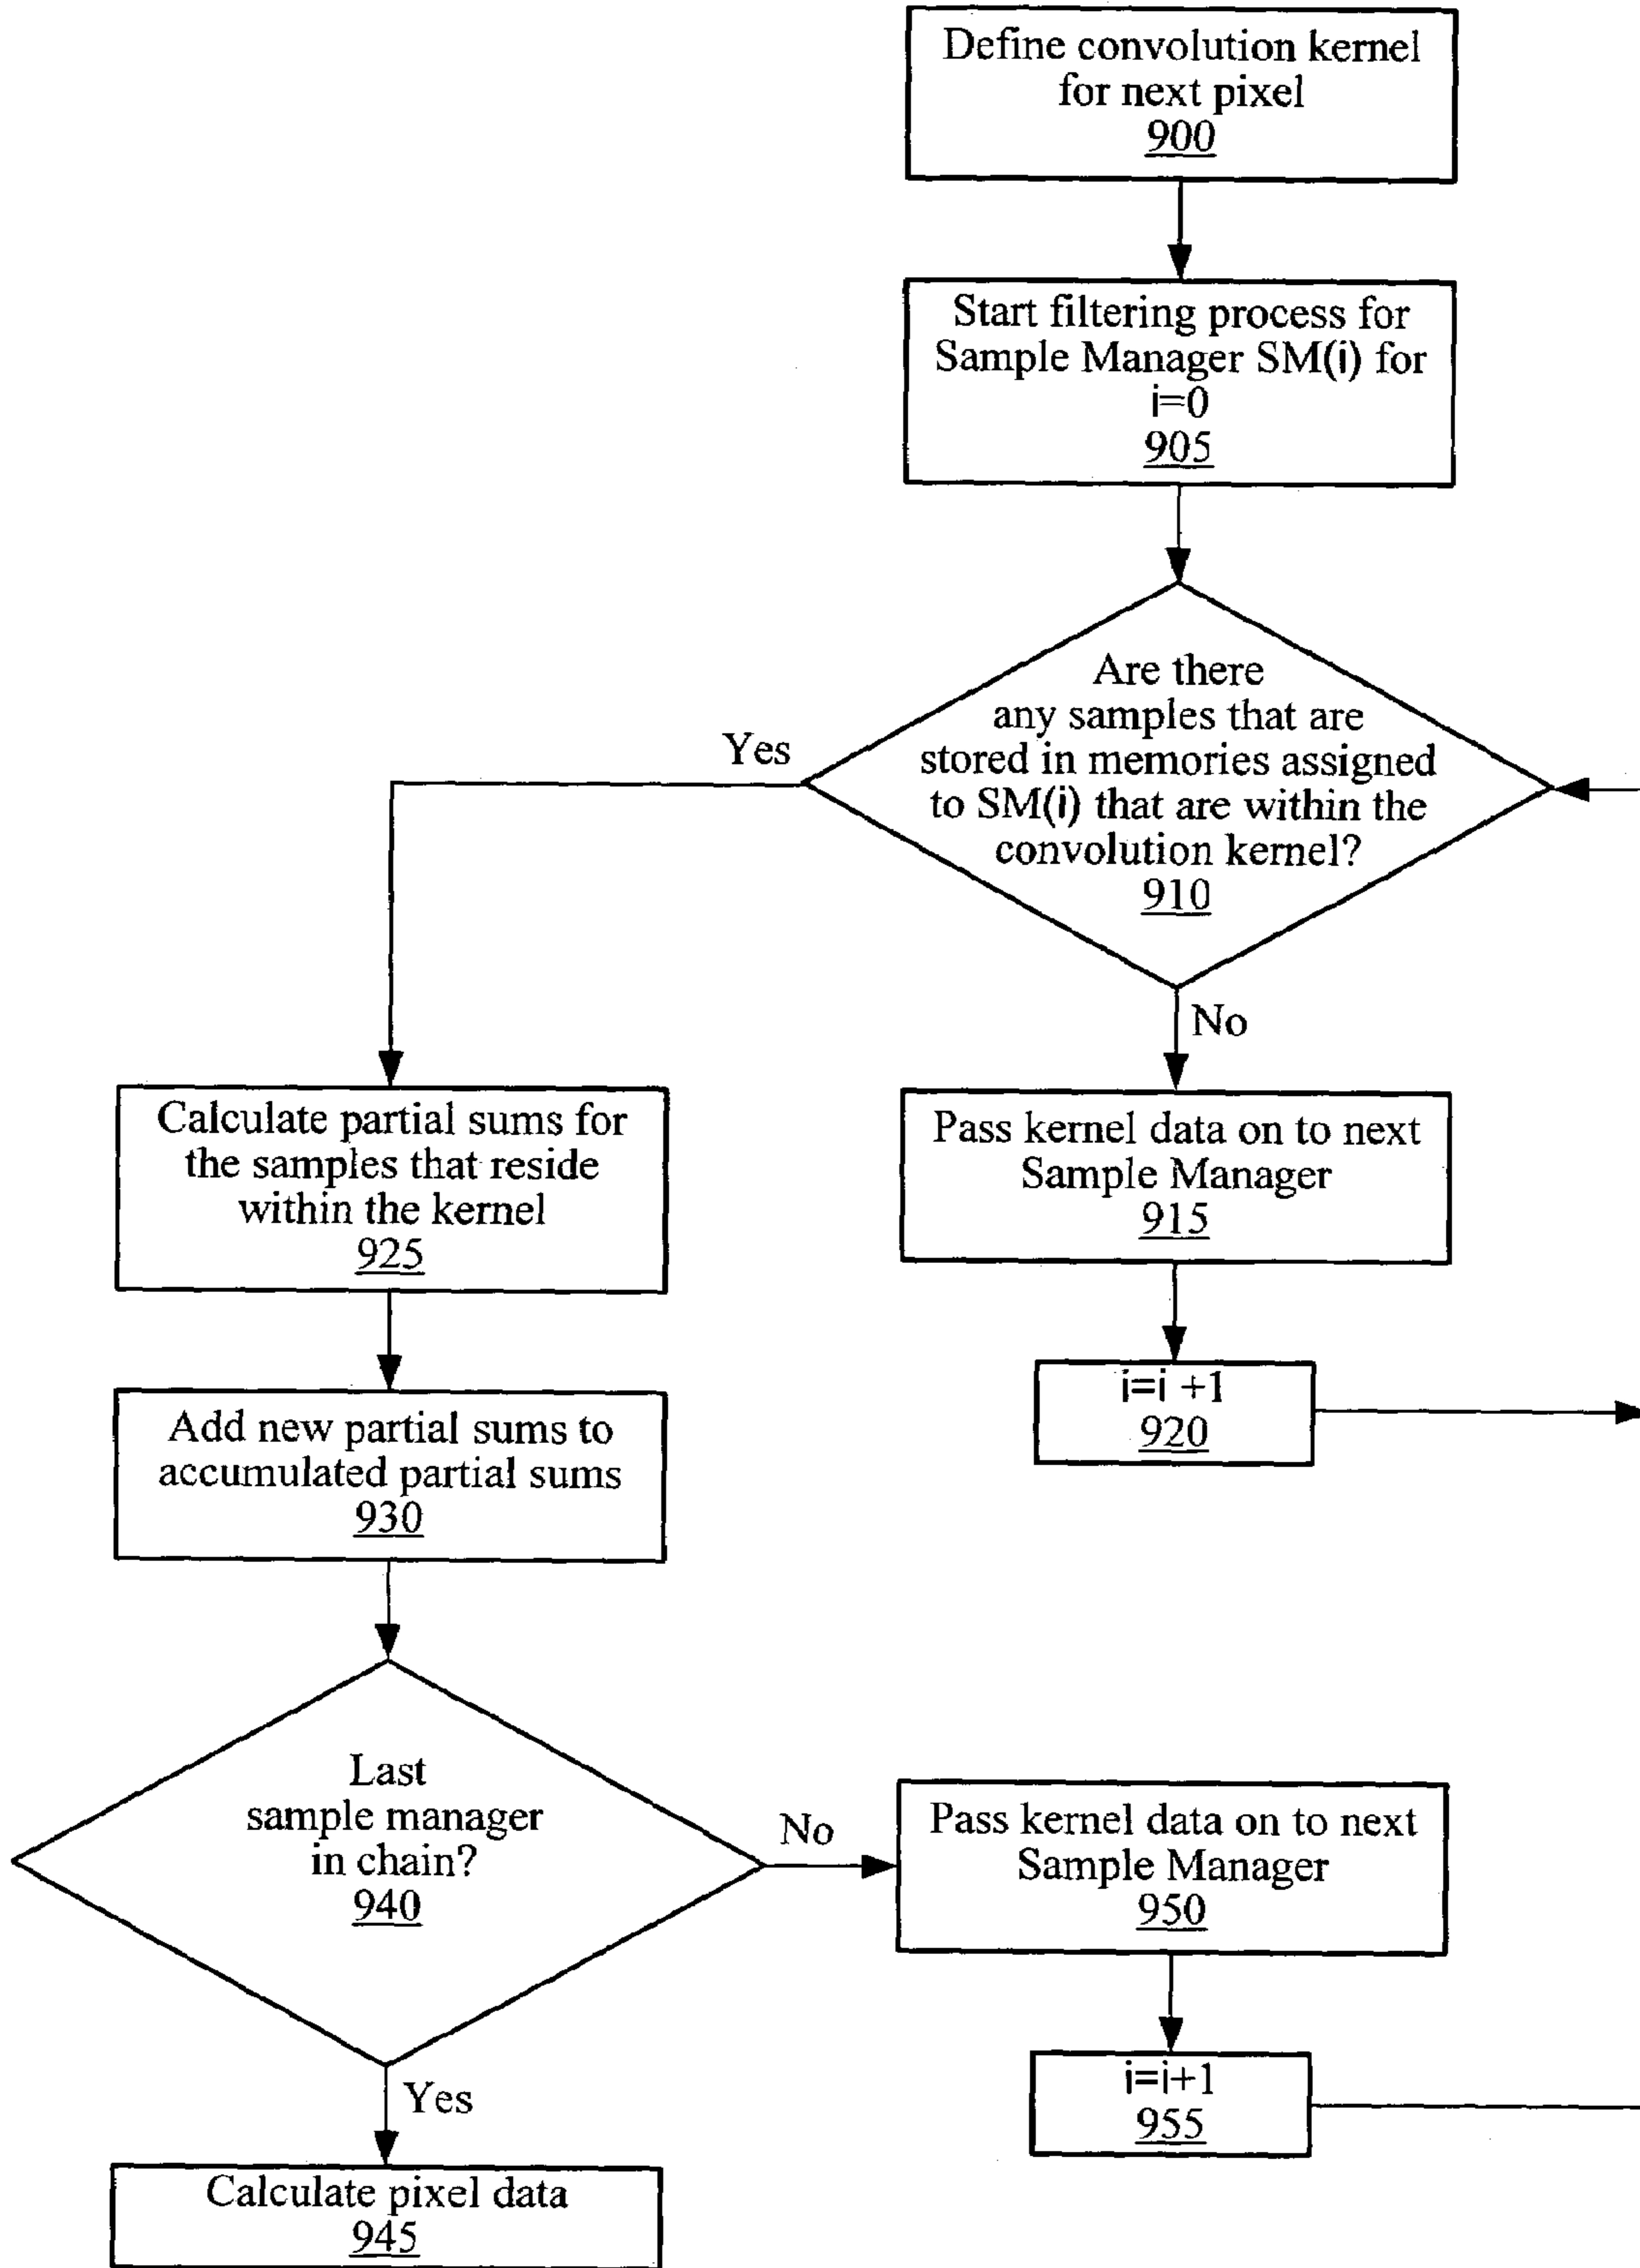 Define convolution kernel
for next pixel
900
Start filtering process for
Sample Manager SM(i) for
i=0
905
Are there
any samples that are
stored in memories assigned
to SM(i) that are within the
convolution kernel?
910
Yes
No
Calculate partial sums for
the samples that reside
within the kernel
925
Pass kernel data on to next
Sample Manager
915
i=i +1
920
Add new partial sums to
accumulated partial sums
930
Last
sample manager
in chain?
940
No
Pass kernel data on to next
Sample Manager
950
Yes
i=i+1
955
Calculate pixel data
945